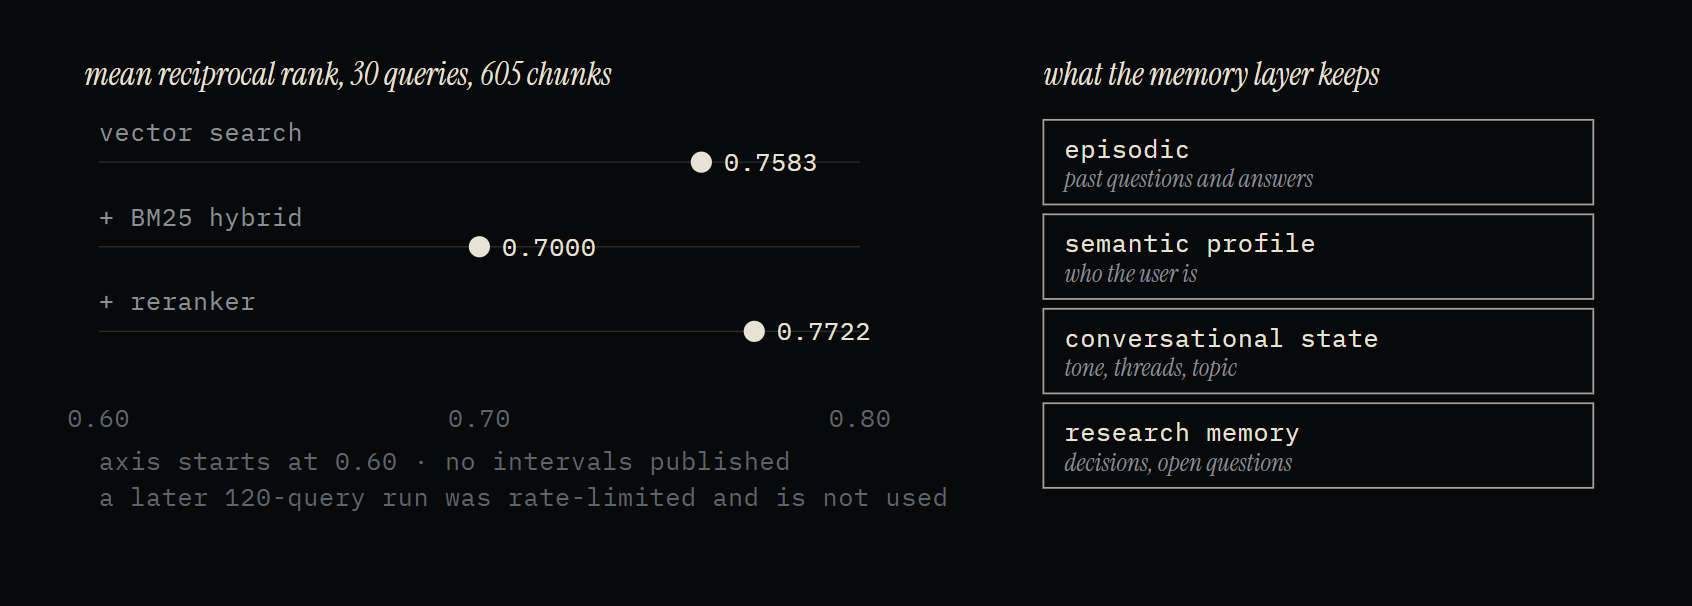 mean reciprocal rank, 30 queries, 605 chunks
vector search
0.7583
+ BM25 hybrid
0.7000
+ reranker
0.7722
0.60 0.70 0.80
axis starts at 0.60 · no intervals published
a later 120-query run was rate-limited and is not used
what the memory layer keeps
episodic
past questions and answers
semantic profile
who the user is
conversational state
tone, threads, topic
research memory
decisions, open questions